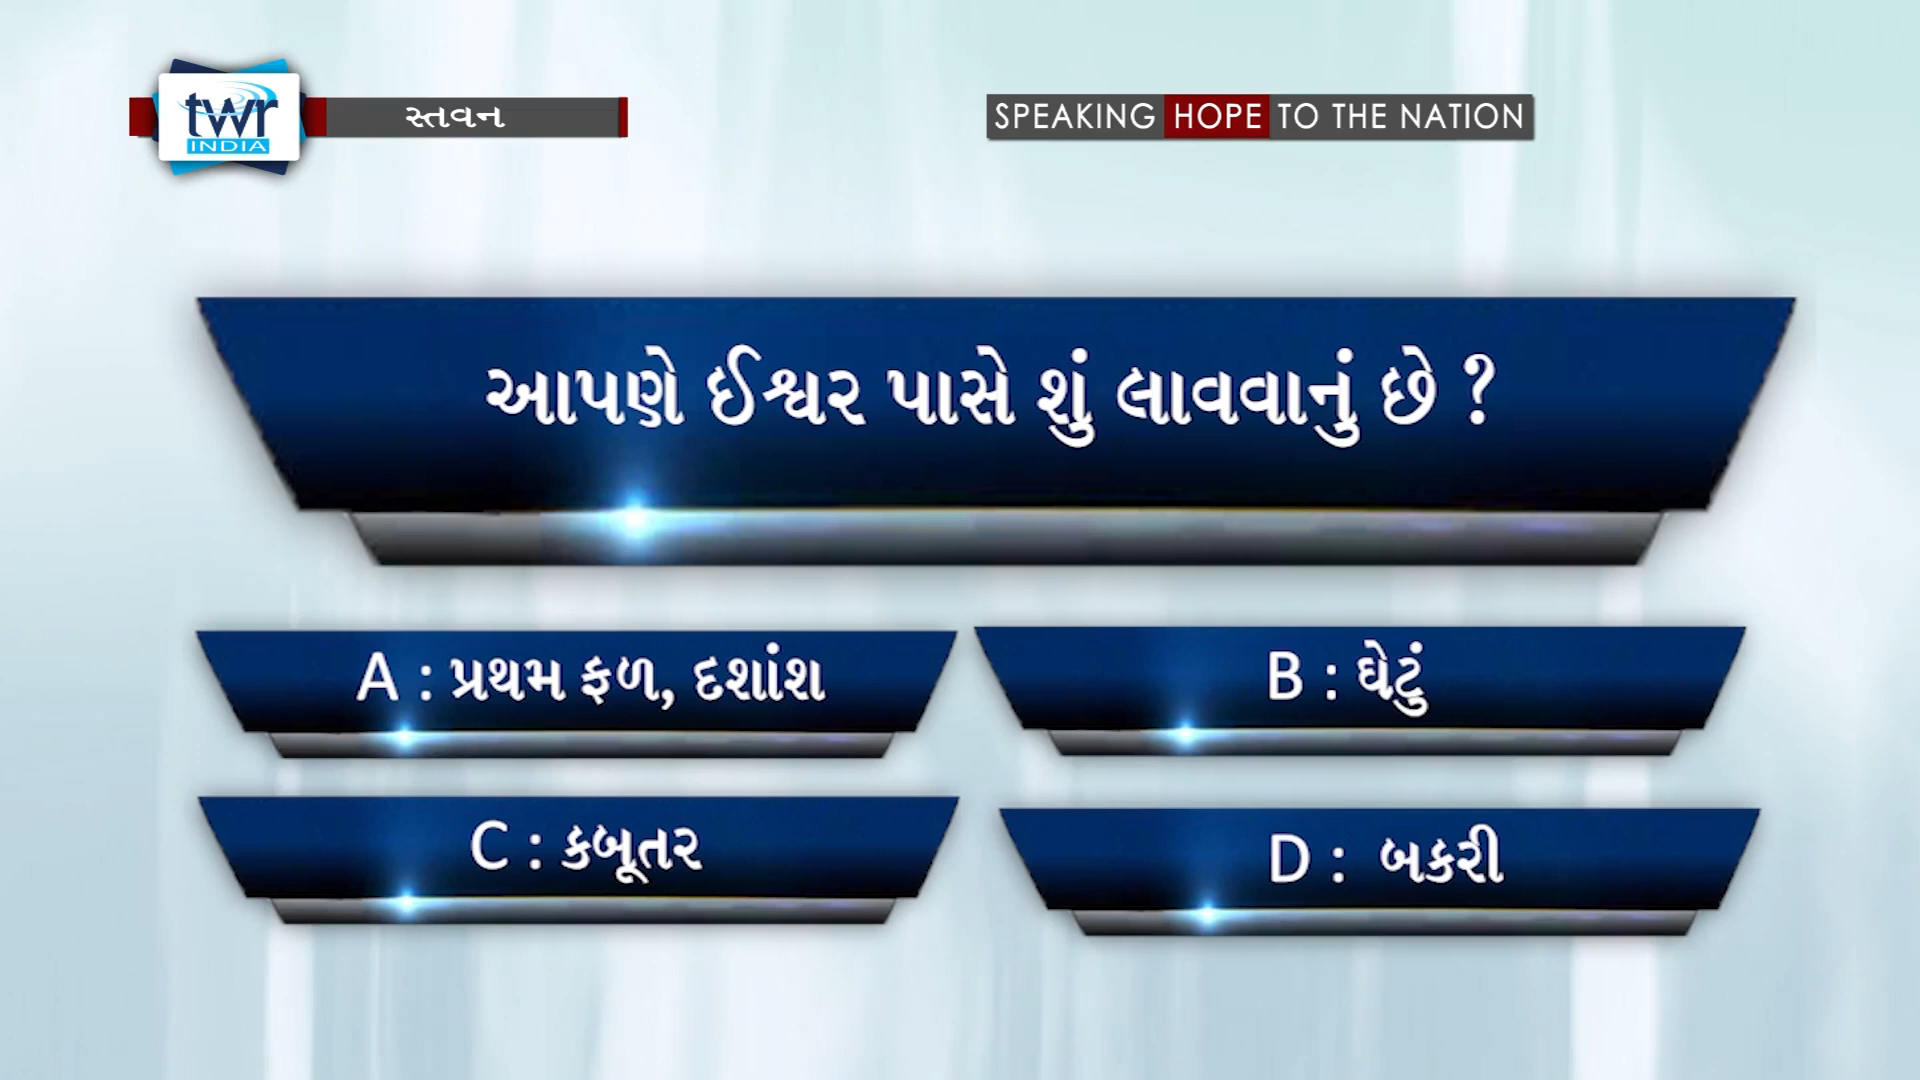 twr
INDIA
સ્તવન
SPEAKING HOPE TO THE NATION
આપણે ઈશ્વર પાસે શું લાવવાનું છે ?
A : પ્રથમ ફળ, દશાંશ
B : ઘેટું
C : કબૂતર
D : બકરી